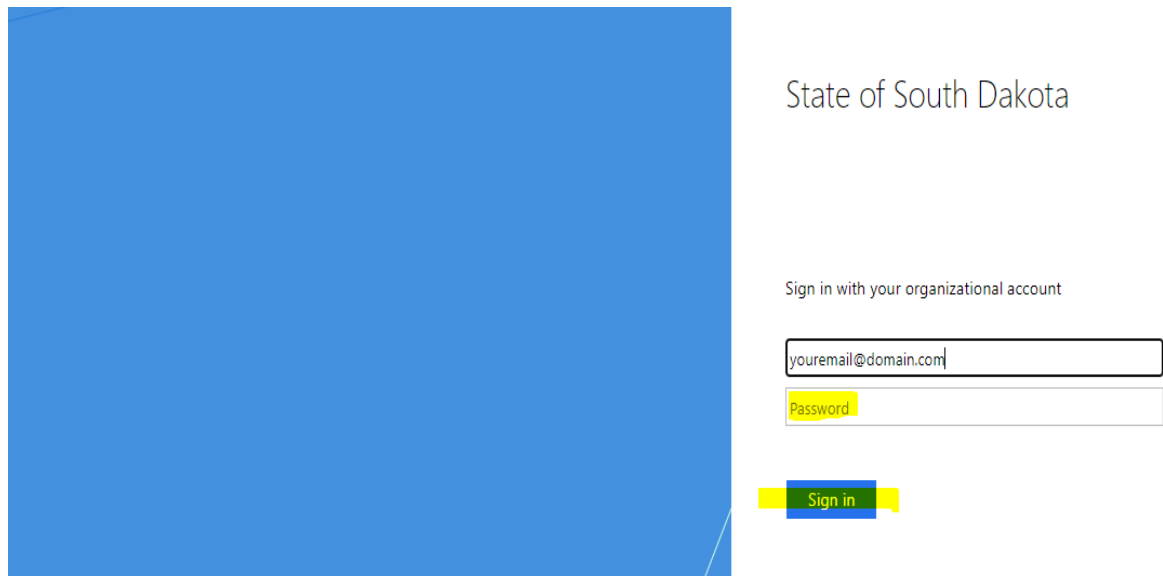 State of South Dakota
Sign in with your organizational account
youremail@domain.com
Password
Sign in